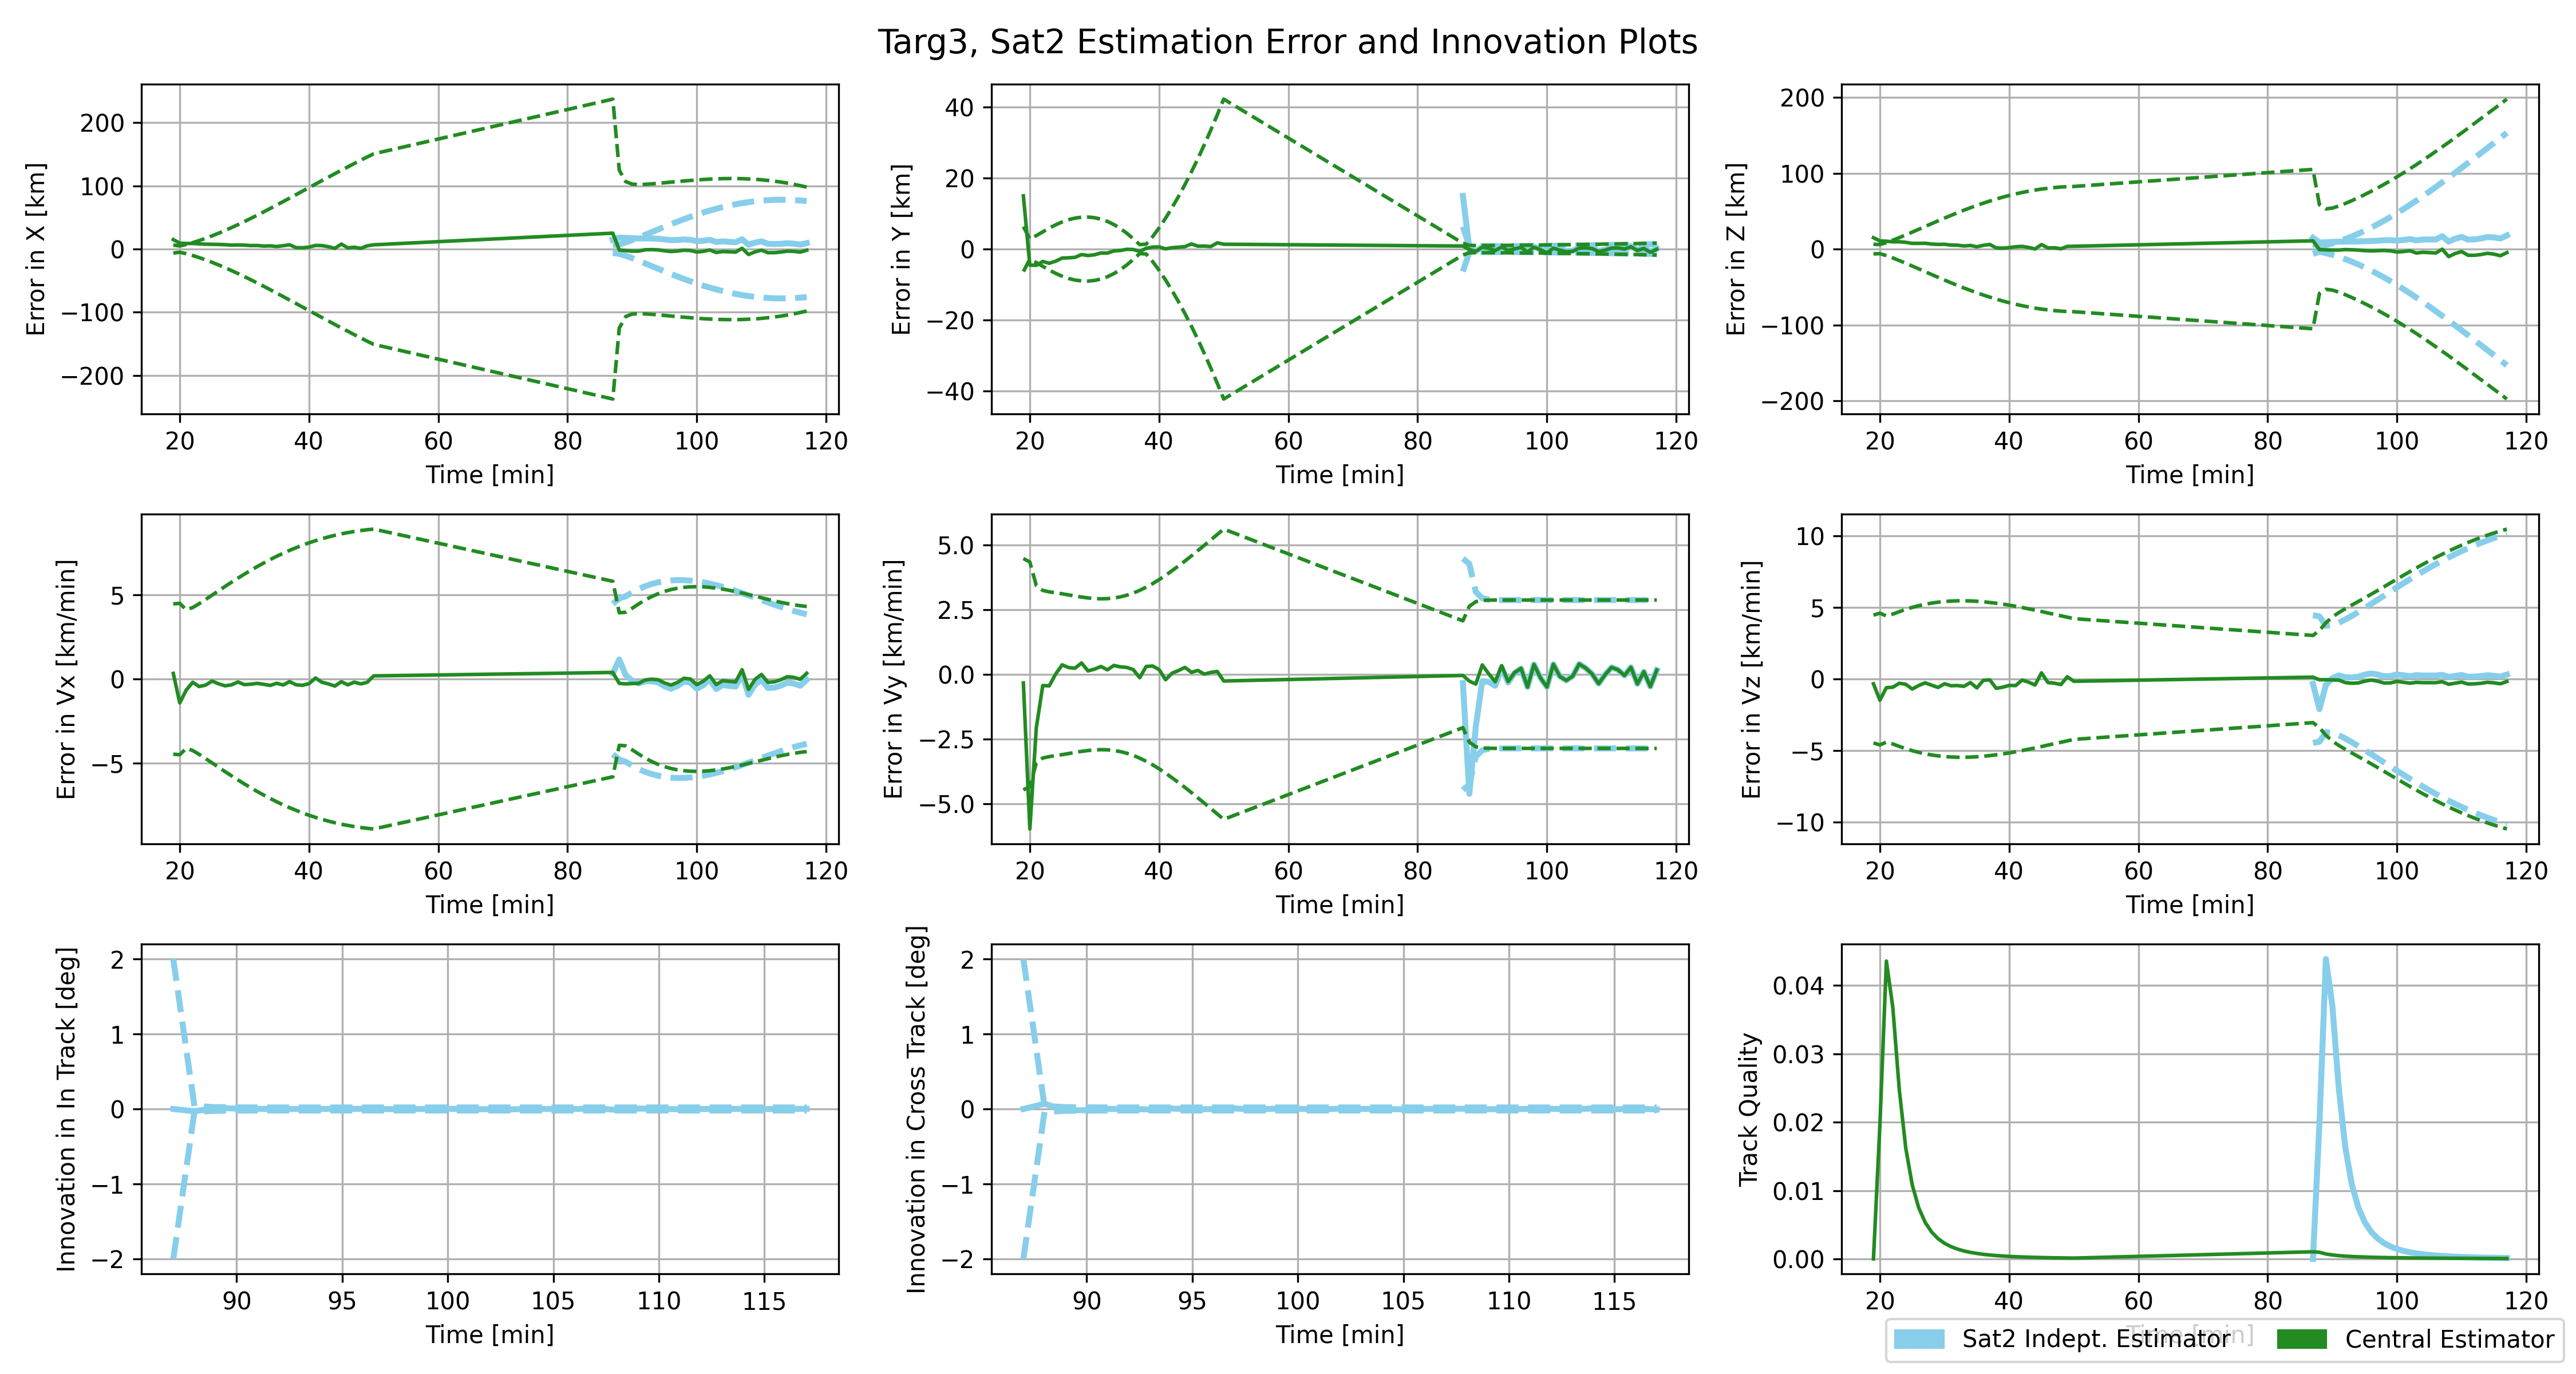 Targ3, Sat2 Estimation Error and Innovation Plots
Error in X [km]
200
100
0
−100
−200
20 40 60 80 100 120
Time [min]
Error in Y [km]
40
20
0
−20
−40
20 40 60 80 100 120
Time [min]
Error in Z [km]
200
100
0
−100
−200
20 40 60 80 100 120
Time [min]
Error in Vx [km/min]
5
0
−5
20 40 60 80 100 120
Time [min]
Error in Vy [km/min]
5.0
2.5
0.0
−2.5
−5.0
20 40 60 80 100 120
Time [min]
Error in Vz [km/min]
10
5
0
−5
−10
20 40 60 80 100 120
Time [min]
Innovation in In Track [deg]
2
1
0
−1
−2
90 95 100 105 110 115
Time [min]
Innovation in Cross Track [deg]
2
1
0
−1
−2
90 95 100 105 110 115
Time [min]
Track Quality
0.04
0.03
0.02
0.01
0.00
20 40 60 80 100 120
Time [min]
Sat2 Indept. Estimator Central Estimator